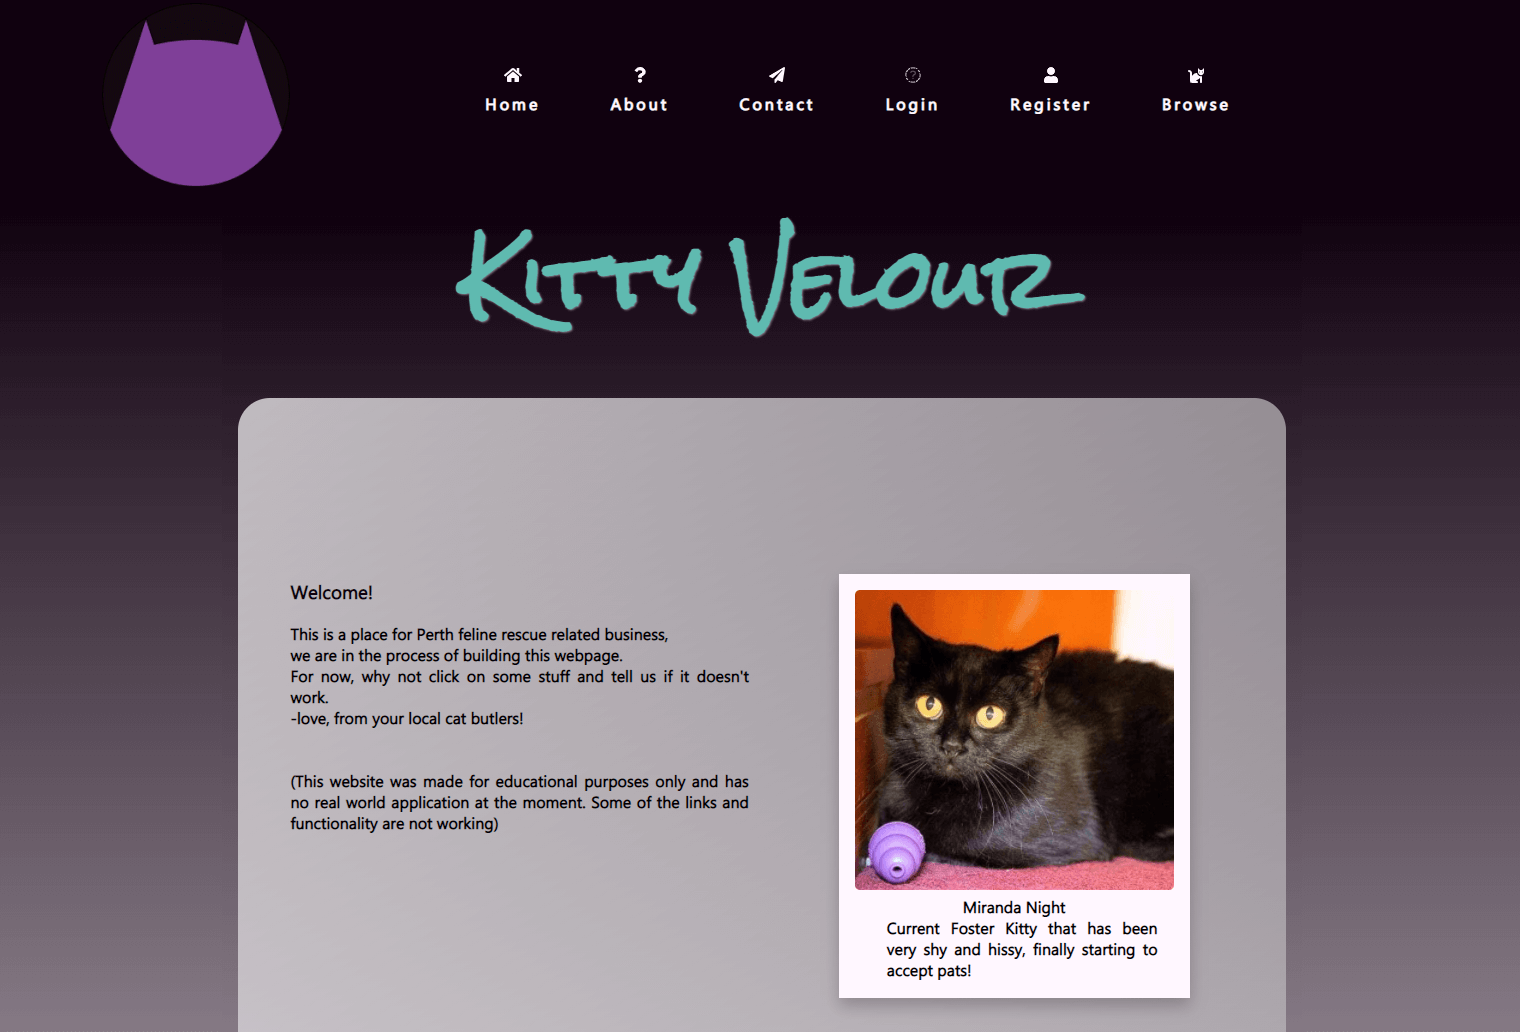 Home About Contact Login Register Browse
Kitty Velour
Welcome!
This is a place for Perth feline rescue related business,
we are in the process of building this webpage.
For now, why not click on some stuff and tell us if it doesn't
work.
-love, from your local cat butlers!
(This website was made for educational purposes only and has
no real world application at the moment. Some of the links and
functionality are not working)
Miranda Night
Current Foster Kitty that has been
very shy and hissy, finally starting to
accept pats!